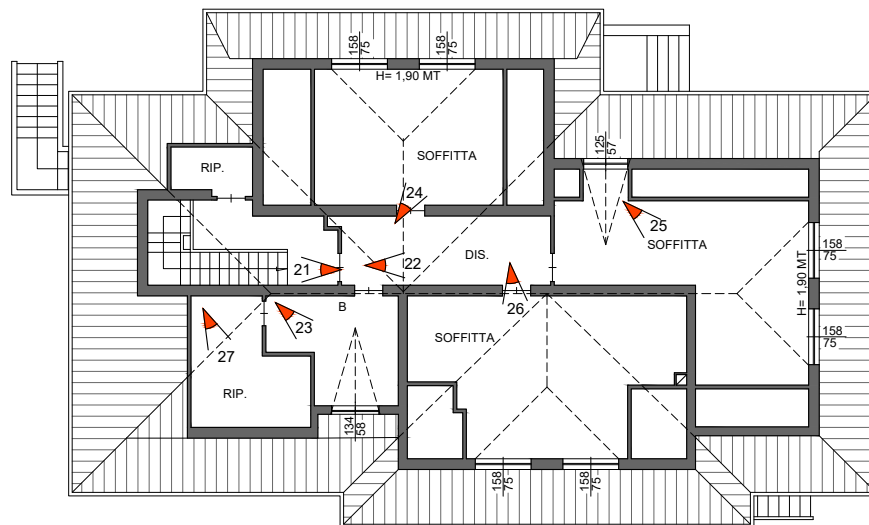 158
75
158
75
H= 1,90 MT
125
57
RIP.
SOFFITTA
24
25
SOFFITTA
DIS.
21
22
158
75
H= 1,90 MT
26
B
23
27
SOFFITTA
158
75
RIP.
134
58
158
75
158
75